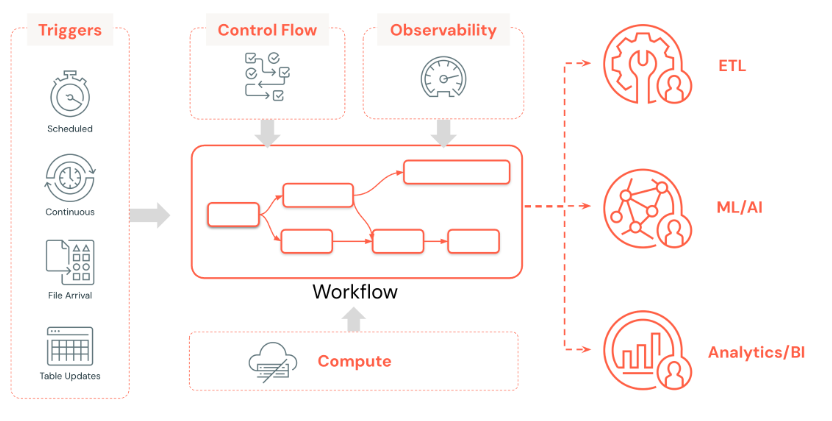 Triggers
Control Flow
Observability
Scheduled
Continuous
File Arrival
Table Updates
Workflow
Compute
ETL
ML/AI
Analytics/BI